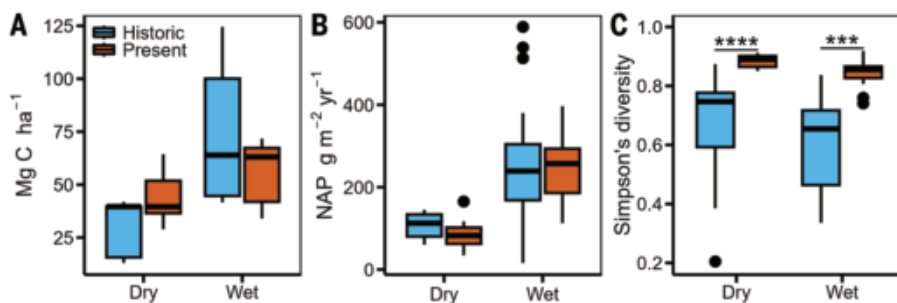 A
Mg C ha⁻¹
125
100
75
50
25
Historic
Present
Dry
Wet
B
NAP g m⁻² yr⁻¹
600
400
200
0
Dry
Wet
C
Simpson's diversity
1.0
0.8
0.6
0.4
0.2
****
***
Dry
Wet